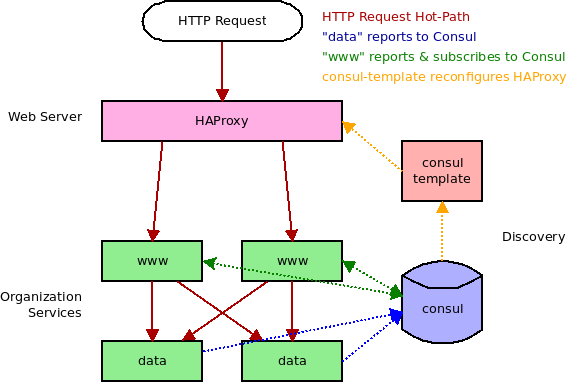 HTTP Request
HTTP Request Hot-Path
"data" reports to Consul
"www" reports & subscribes to Consul
consul-template reconfigures HAProxy
Web Server
HAProxy
consul
template
www
www
Discovery
Organization
Services
consul
data
data